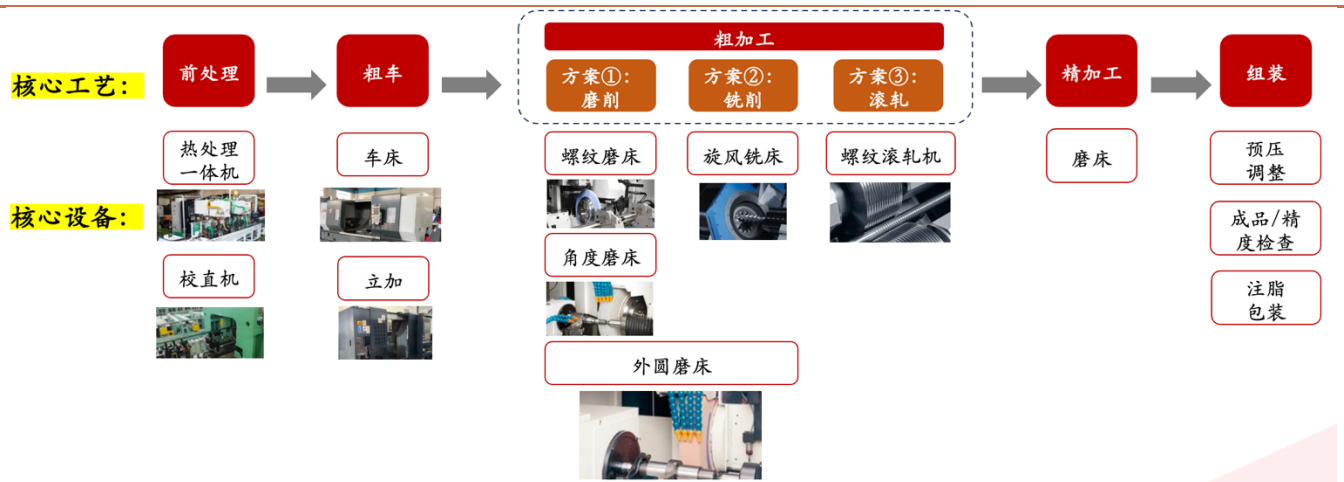 粗加工
核心工艺：
前处理
粗车
方案①：
磨削
方案②：
铣削
方案③：
滚轧
精加工
组装
核心设备：
热处理
一体机
车床
螺纹磨床
旋风铣床
螺纹滚轧机
磨床
预压
调整
校直机
立加
角度磨床
成品/精
度检查
外圆磨床
注脂
包装